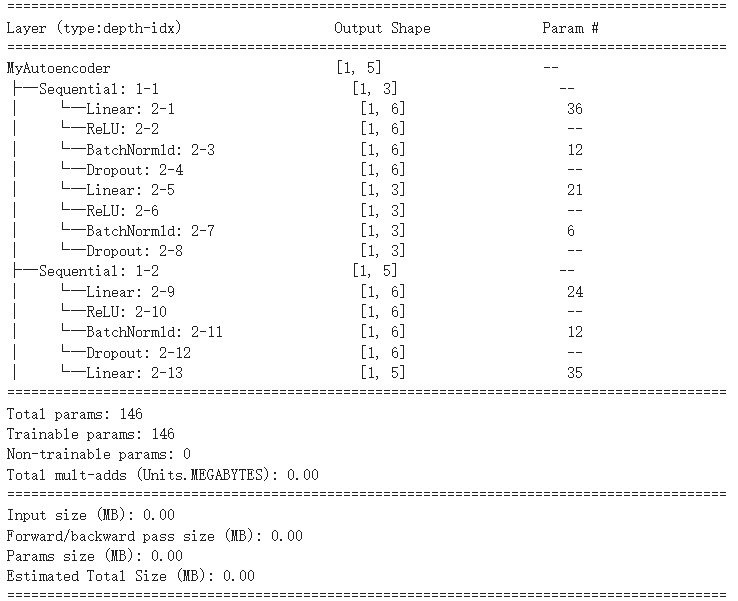 ==========================================================================================
Layer (type:depth-idx)                   Output Shape              Param #
==========================================================================================
MyAutoencoder                            [1, 5]                    --
├─Sequential: 1-1                        [1, 3]                    --
│    └─Linear: 2-1                       [1, 6]                    36
│    └─ReLU: 2-2                         [1, 6]                    --
│    └─BatchNorm1d: 2-3                  [1, 6]                    12
│    └─Dropout: 2-4                      [1, 6]                    --
│    └─Linear: 2-5                       [1, 3]                    21
│    └─ReLU: 2-6                         [1, 3]                    --
│    └─BatchNorm1d: 2-7                  [1, 3]                    6
│    └─Dropout: 2-8                      [1, 3]                    --
├─Sequential: 1-2                        [1, 5]                    --
│    └─Linear: 2-9                       [1, 6]                    24
│    └─ReLU: 2-10                        [1, 6]                    --
│    └─BatchNorm1d: 2-11                 [1, 6]                    12
│    └─Dropout: 2-12                     [1, 6]                    --
│    └─Linear: 2-13                      [1, 5]                    35
==========================================================================================
Total params: 146
Trainable params: 146
Non-trainable params: 0
Total mult-adds (Units.MEGABYTES): 0.00
==========================================================================================
Input size (MB): 0.00
Forward/backward pass size (MB): 0.00
Params size (MB): 0.00
Estimated Total Size (MB): 0.00
==========================================================================================